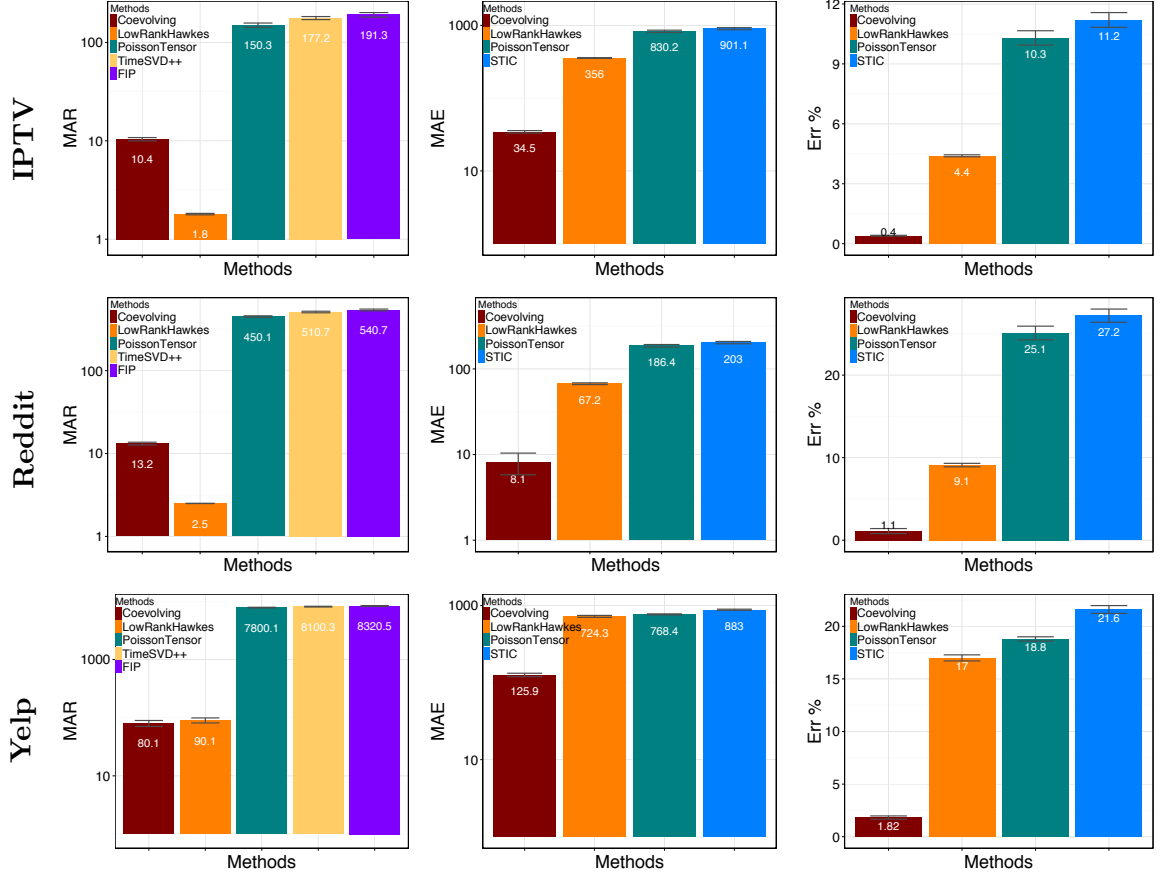 IPTV
MAR
100
10
1
Methods
Coevolving
LowRankHawkes
PoissonTensor
TimeSVD++
FIP
10.4
1.8
150.3
177.2
191.3
Methods
MAE
1000
10
Methods
Coevolving
LowRankHawkes
PoissonTensor
STIC
34.5
356
830.2
901.1
Methods
Err %
12
9
6
3
0
Methods
Coevolving
LowRankHawkes
PoissonTensor
STIC
0.4
4.4
10.3
11.2
Methods
Reddit
MAR
100
10
1
Methods
Coevolving
LowRankHawkes
PoissonTensor
TimeSVD++
FIP
13.2
2.5
450.1
510.7
540.7
Methods
MAE
100
10
1
Methods
Coevolving
LowRankHawkes
PoissonTensor
STIC
8.1
67.2
186.4
203
Methods
Err %
20
10
0
Methods
Coevolving
LowRankHawkes
PoissonTensor
STIC
1.1
9.1
25.1
27.2
Methods
Yelp
MAR
1000
10
Methods
Coevolving
LowRankHawkes
PoissonTensor
TimeSVD++
FIP
80.1
90.1
7800.1
8100.3
8320.5
Methods
MAE
1000
10
Methods
Coevolving
LowRankHawkes
PoissonTensor
STIC
125.9
724.3
768.4
883
Methods
Err %
20
15
10
5
0
Methods
Coevolving
LowRankHawkes
PoissonTensor
STIC
1.82
17
18.8
21.6
Methods